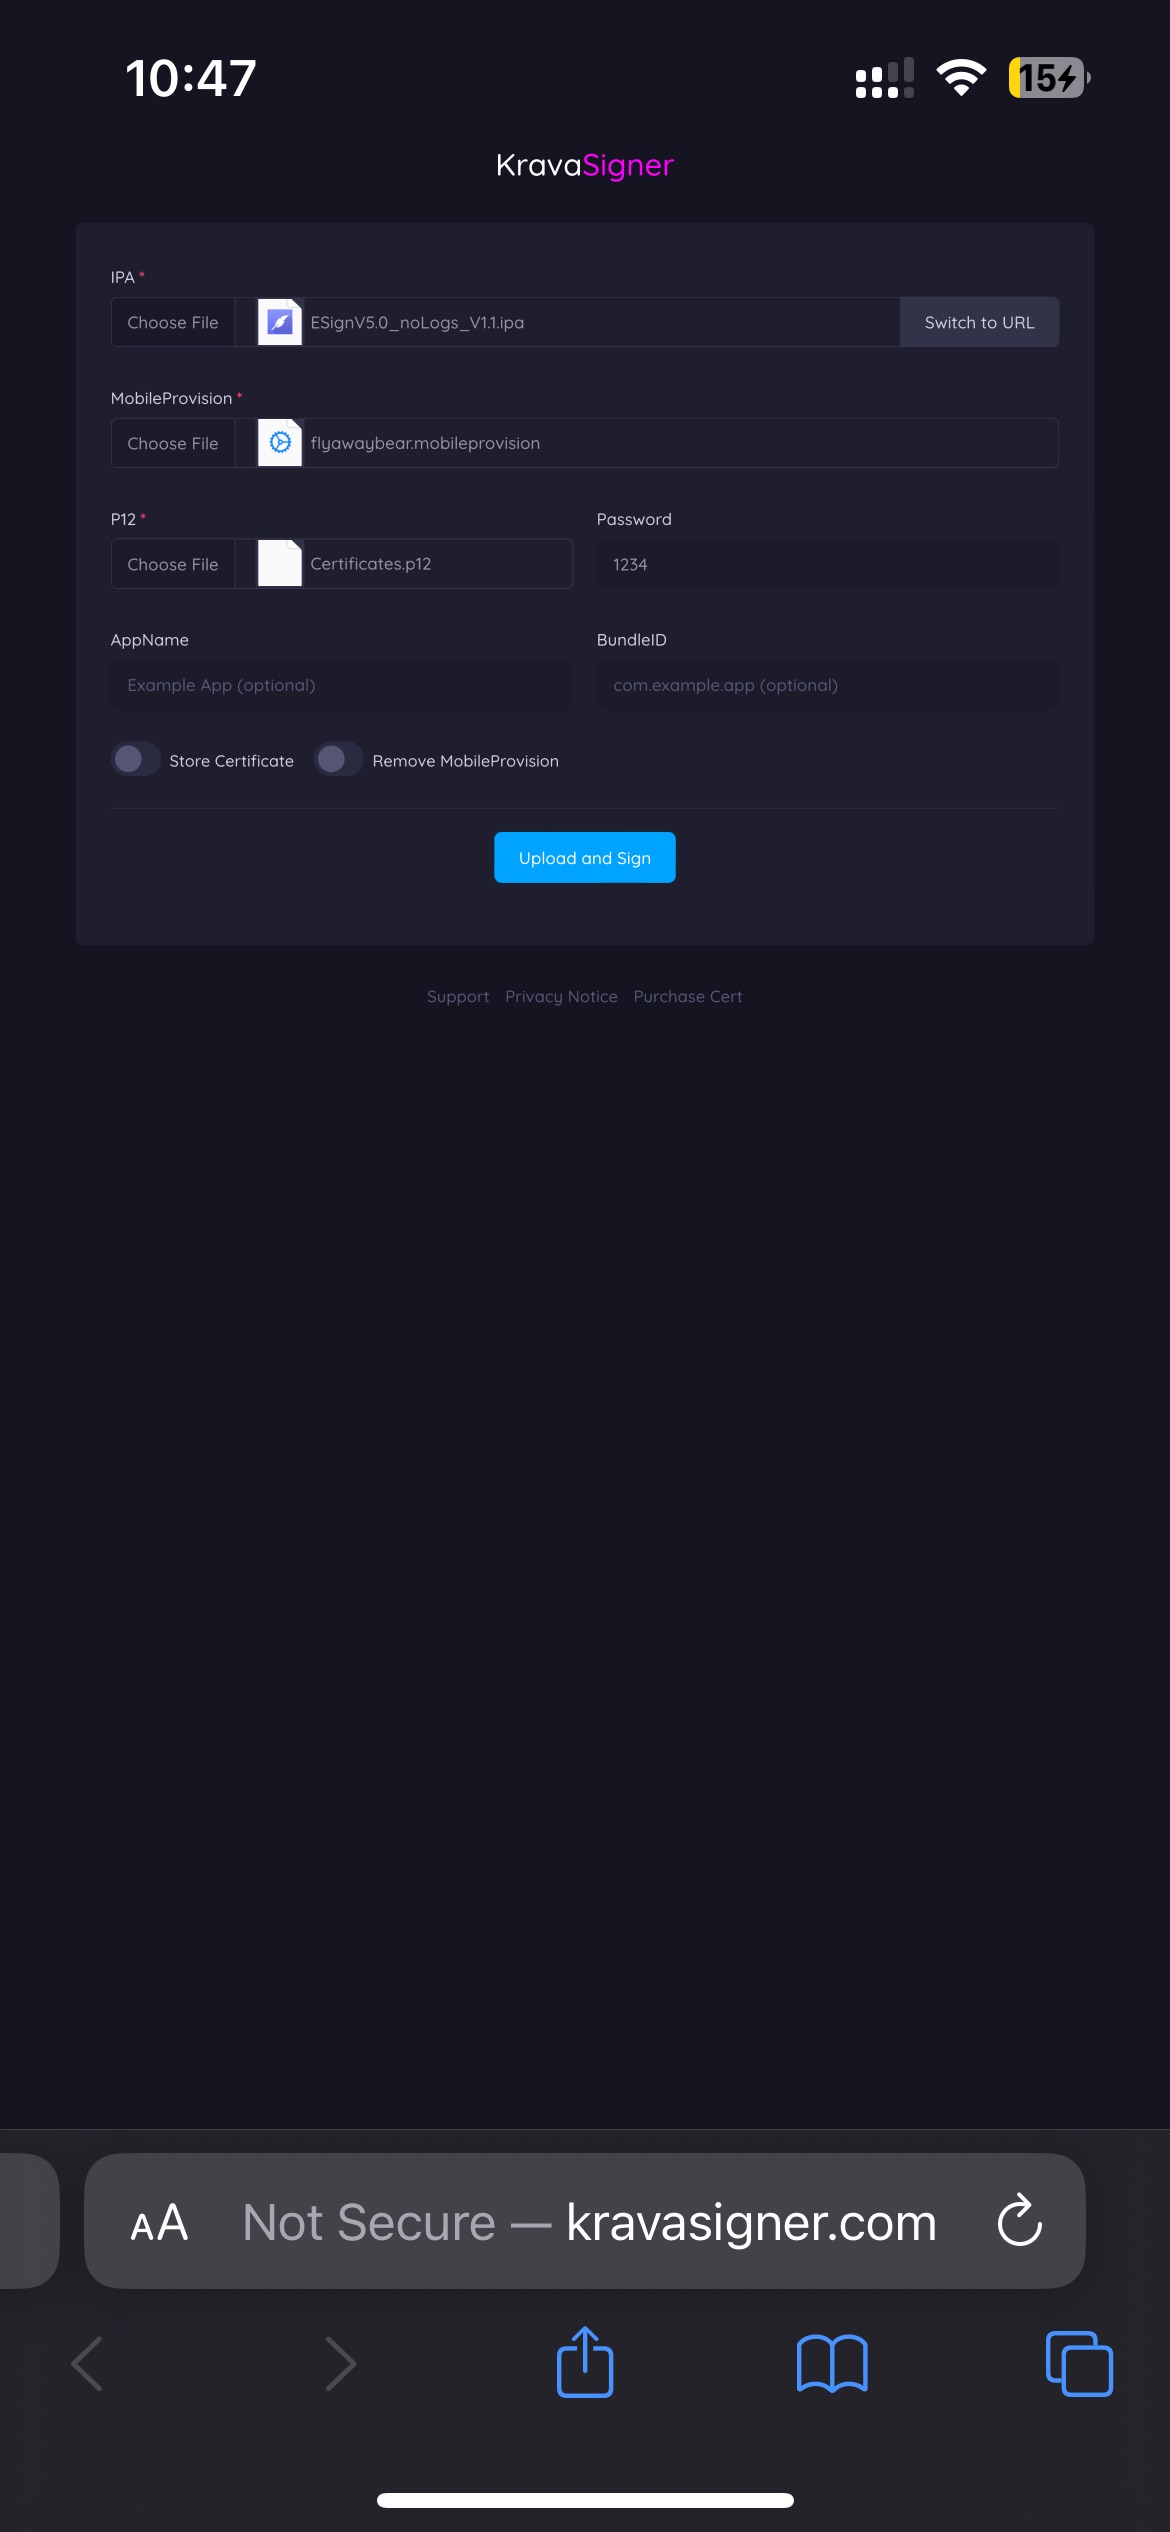 10:47
15
KravaSigner
IPA *
Choose File ESignV5.0_noLogs_V1.1.ipa Switch to URL
MobileProvision *
Choose File flyawaybear.mobileprovision
P12 * Password
Choose File Certificates.p12 1234
AppName BundleID
Example App (optional) com.example.app (optional)
Store Certificate Remove MobileProvision
Upload and Sign
Support Privacy Notice Purchase Cert
AA Not Secure — kravasigner.com